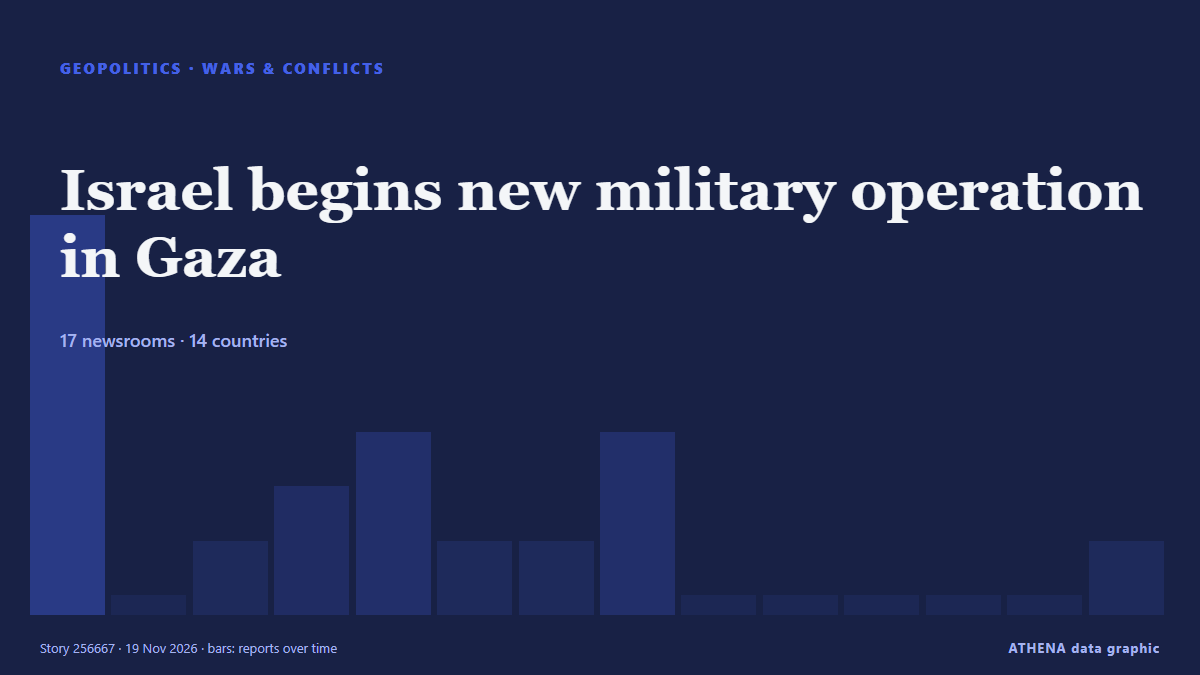 GEOPOLITICS · WARS & CONFLICTS
Israel begins new military operation
in Gaza
17 newsrooms · 14 countries
Story 256667 · 19 Nov 2026 · bars: reports over time
ATHENA data graphic